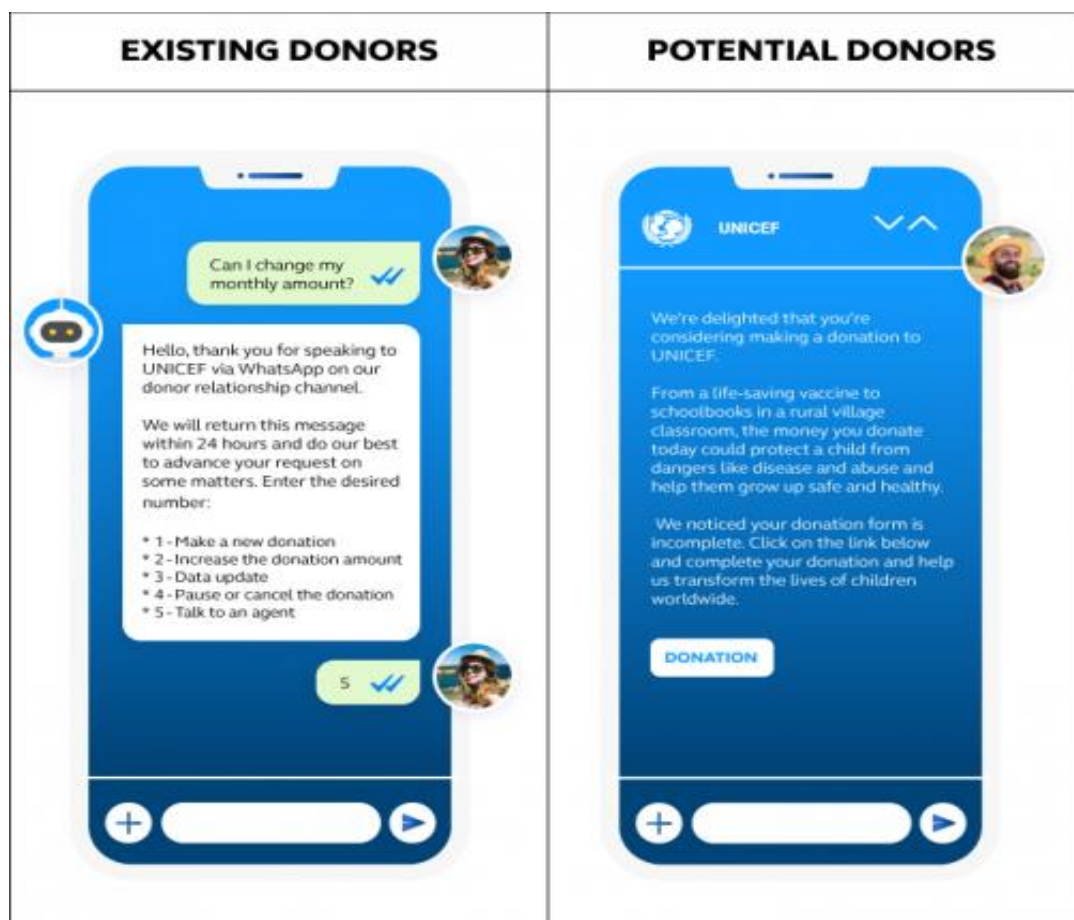 EXISTING DONORS
Can I change my
monthly amount?
Hello, thank you for speaking to
UNICEF via WhatsApp on our
donor relationship channel.
We will return this message
within 24 hours and do our best
to advance your request on
some matters. Enter the desired
number:
* 1 - Make a new donation
* 2 - Increase the donation amount
* 3 - Data update
* 4 - Pause or cancel the donation
* 5 - Talk to an agent
5
POTENTIAL DONORS
UNICEF
We're delighted that you're
considering making a donation to
UNICEF.
From a life-saving vaccine to
schoolbooks in a rural village
classroom, the money you donate
today could protect a child from
dangers like disease and abuse and
help them grow up safe and healthy.
We noticed your donation form is
incomplete. Click on the link below
and complete your donation and help
us transform the lives of children
worldwide.
DONATION